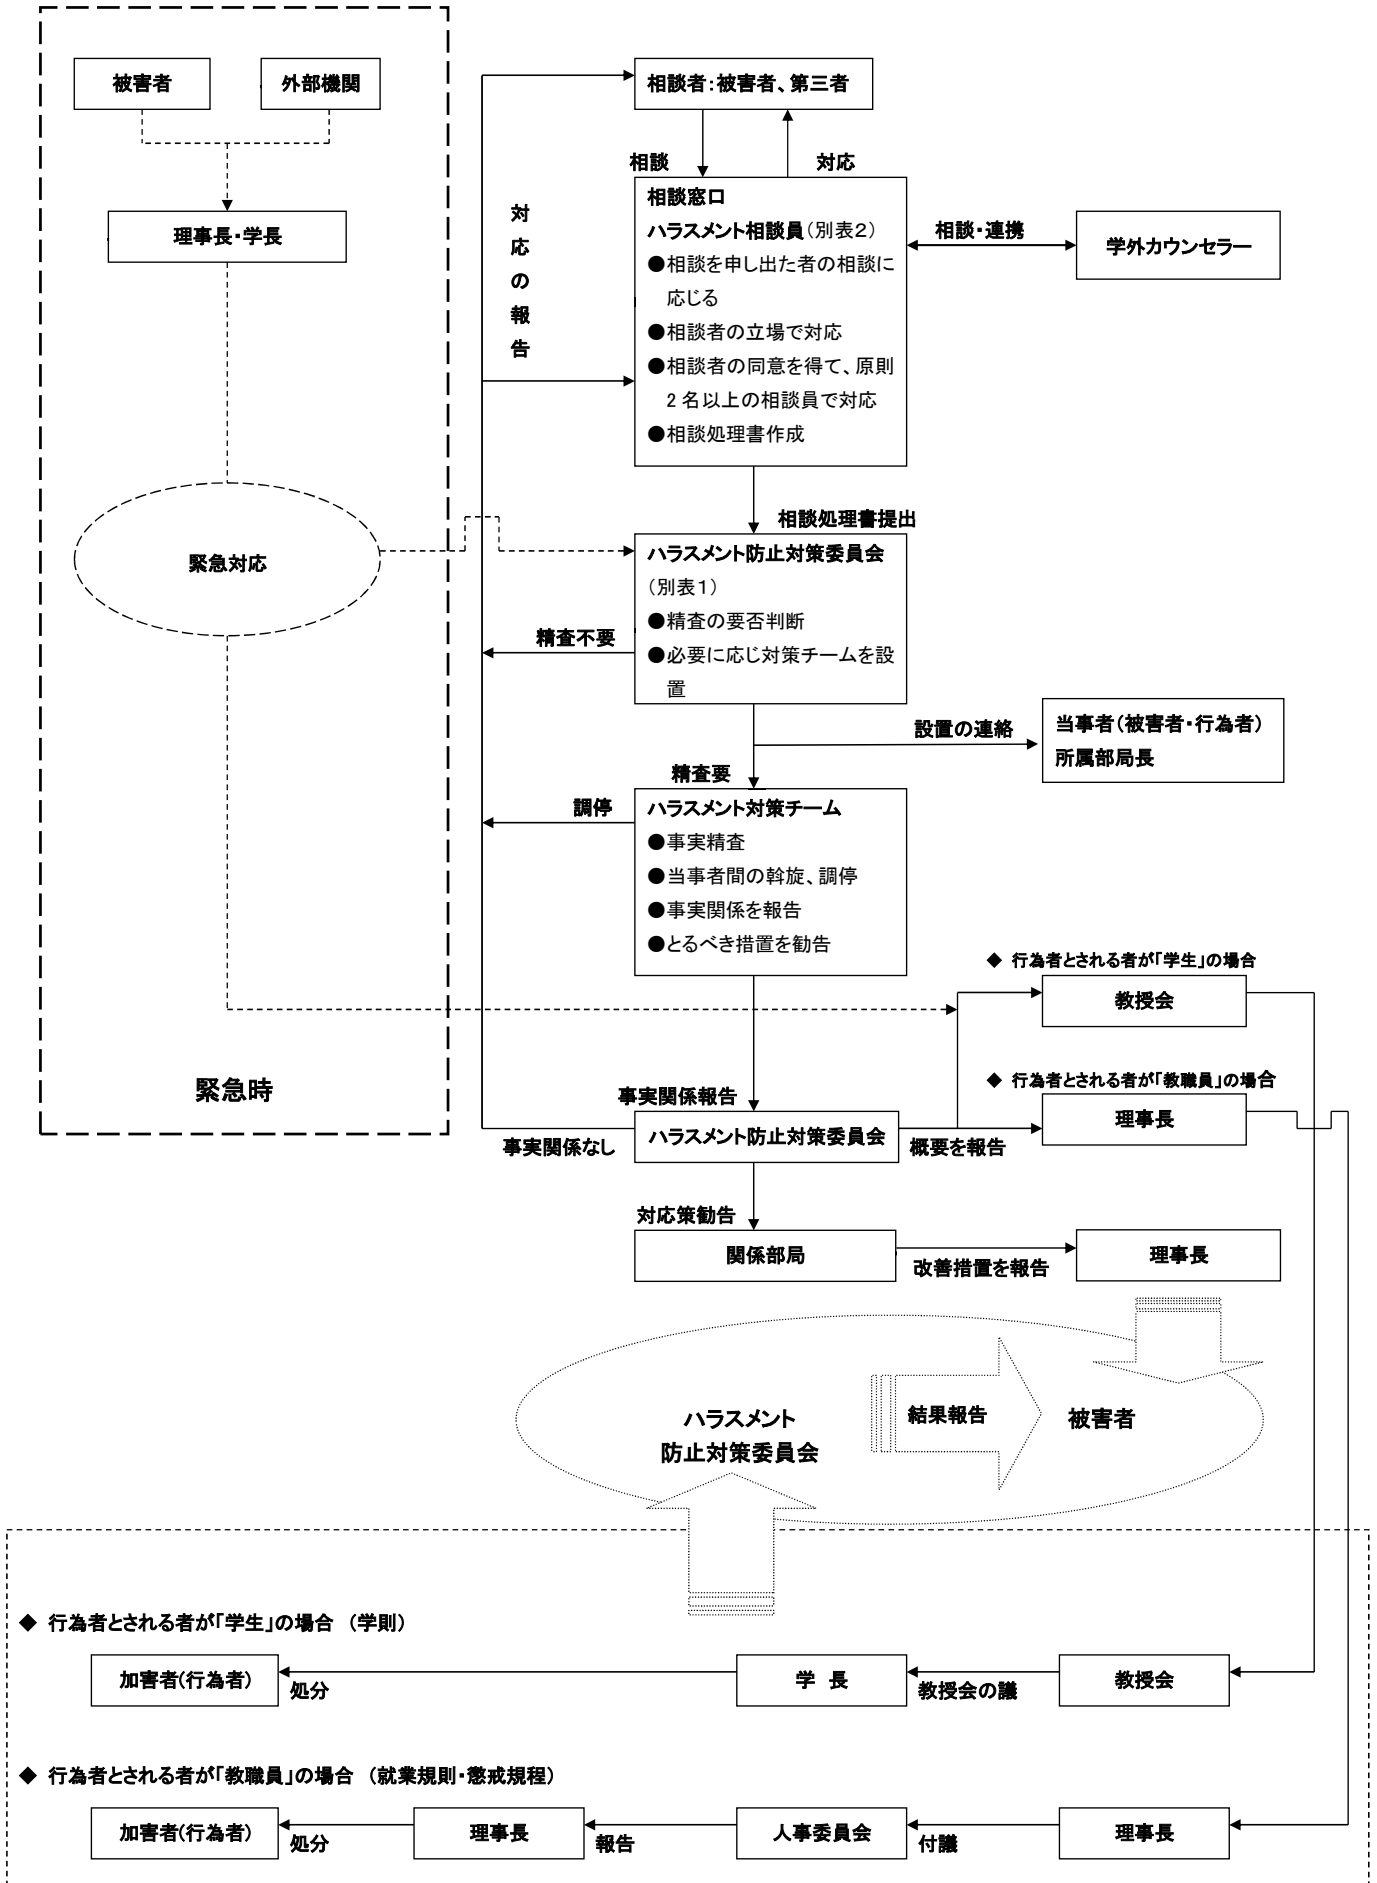 被害者
外部機関
理事長・学長
緊急対応
緊急時
相談者：被害者、第三者
相談
対応
対応の報告
相談窓口
ハラスメント相談員（別表２）
●相談を申し出た者の相談に
応じる
●相談者の立場で対応
●相談者の同意を得て、原則
2 名以上の相談員で対応
●相談処理書作成
相談・連携
学外カウンセラー
相談処理書提出
ハラスメント防止対策委員会
（別表１）
●精査の要否判断
●必要に応じ対策チームを設
置
精査不要
設置の連絡
当事者（被害者・行為者）
所属部局長
精査要
調停
ハラスメント対策チーム
●事実精査
●当事者間の斡旋、調停
●事実関係を報告
●とるべき措置を勧告
◆ 行為者とされる者が「学生」の場合
教授会
◆ 行為者とされる者が「教職員」の場合
理事長
事実関係報告
事実関係なし
ハラスメント防止対策委員会
概要を報告
対応策勧告
関係部局
改善措置を報告
理事長
ハラスメント
防止対策委員会
結果報告
被害者
◆ 行為者とされる者が「学生」の場合 （学則）
加害者(行為者)
処分
学 長
教授会の議
教授会
◆ 行為者とされる者が「教職員」の場合 （就業規則・懲戒規程）
加害者(行為者)
処分
理事長
報告
人事委員会
付議
理事長